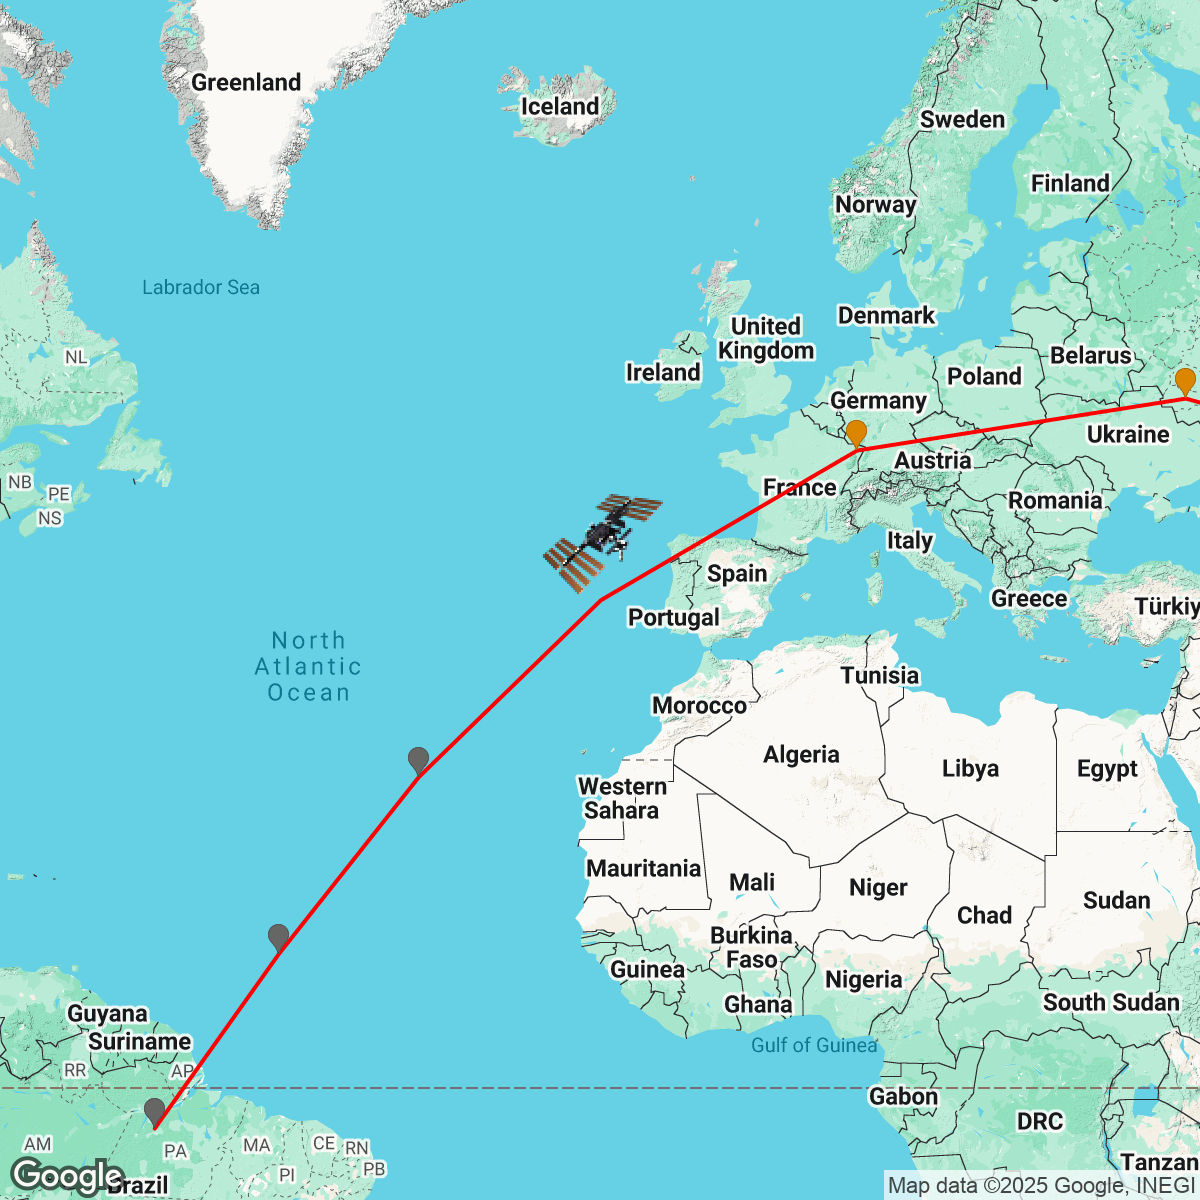 Greenland
Iceland
Sweden
Finland
Norway
Labrador Sea
Denmark
United
Kingdom
NL
Belarus
Ireland
Poland
Germany
Ukraine
Austria
NB
France
PE
Romania
NS
Italy
Spain
Greece
Türkiy
Portugal
North
Atlantic
Ocean
Tunisia
Morocco
Algeria
Libya
Egypt
Western
Sahara
Mauritania
Mali
Niger
Sudan
Chad
Burkina
Faso
Guinea
Nigeria
Ghana
South Sudan
Guyana
Suriname
Gulf of Guinea
RR
AP
Gabon
DRC
AM
PA
MA
CE
RN
PB
PI
Tanzan
Google
Brazil
Map data ©2025 Google, INEGI